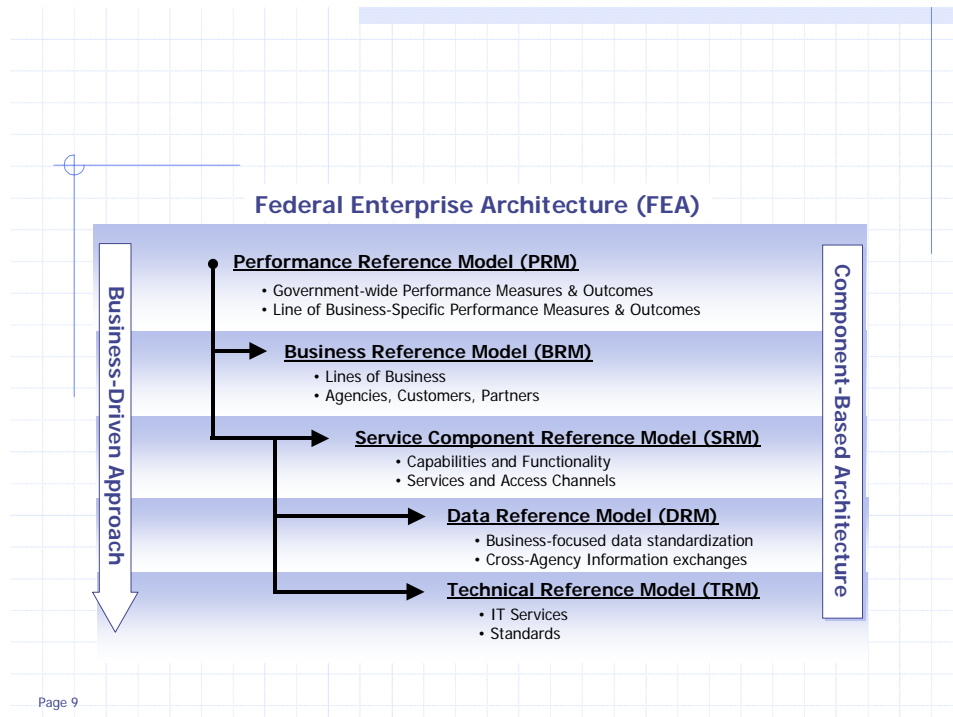 Federal Enterprise Architecture (FEA)
Business-Driven Approach
Component-Based Architecture
Performance Reference Model (PRM)
• Government-wide Performance Measures & Outcomes
• Line of Business-Specific Performance Measures & Outcomes
Business Reference Model (BRM)
• Lines of Business
• Agencies, Customers, Partners
Service Component Reference Model (SRM)
• Capabilities and Functionality
• Services and Access Channels
Data Reference Model (DRM)
• Business-focused data standardization
• Cross-Agency Information exchanges
Technical Reference Model (TRM)
• IT Services
• Standards
Page 9